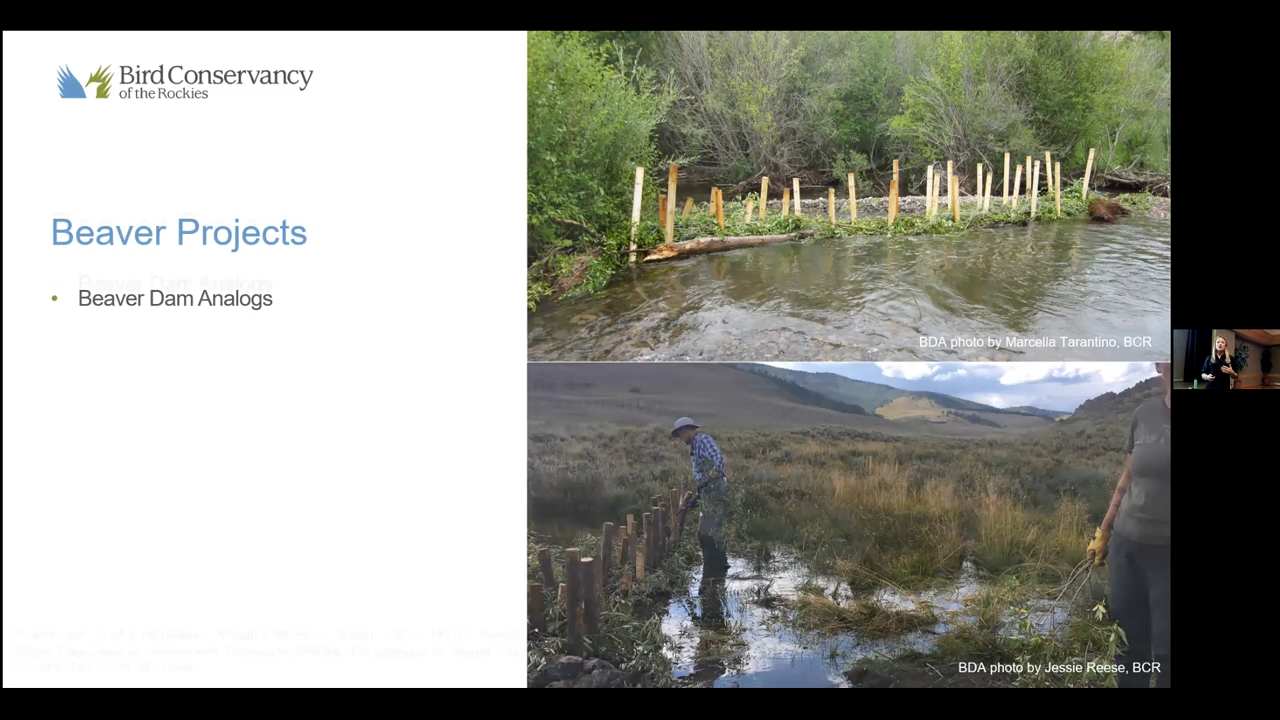 Bird Conservancy
of the Rockies
Beaver Projects
• Beaver Dam Analogs
BDA photo by Marcella Tarantino, BCR
BDA photo by Jessie Reese, BCR